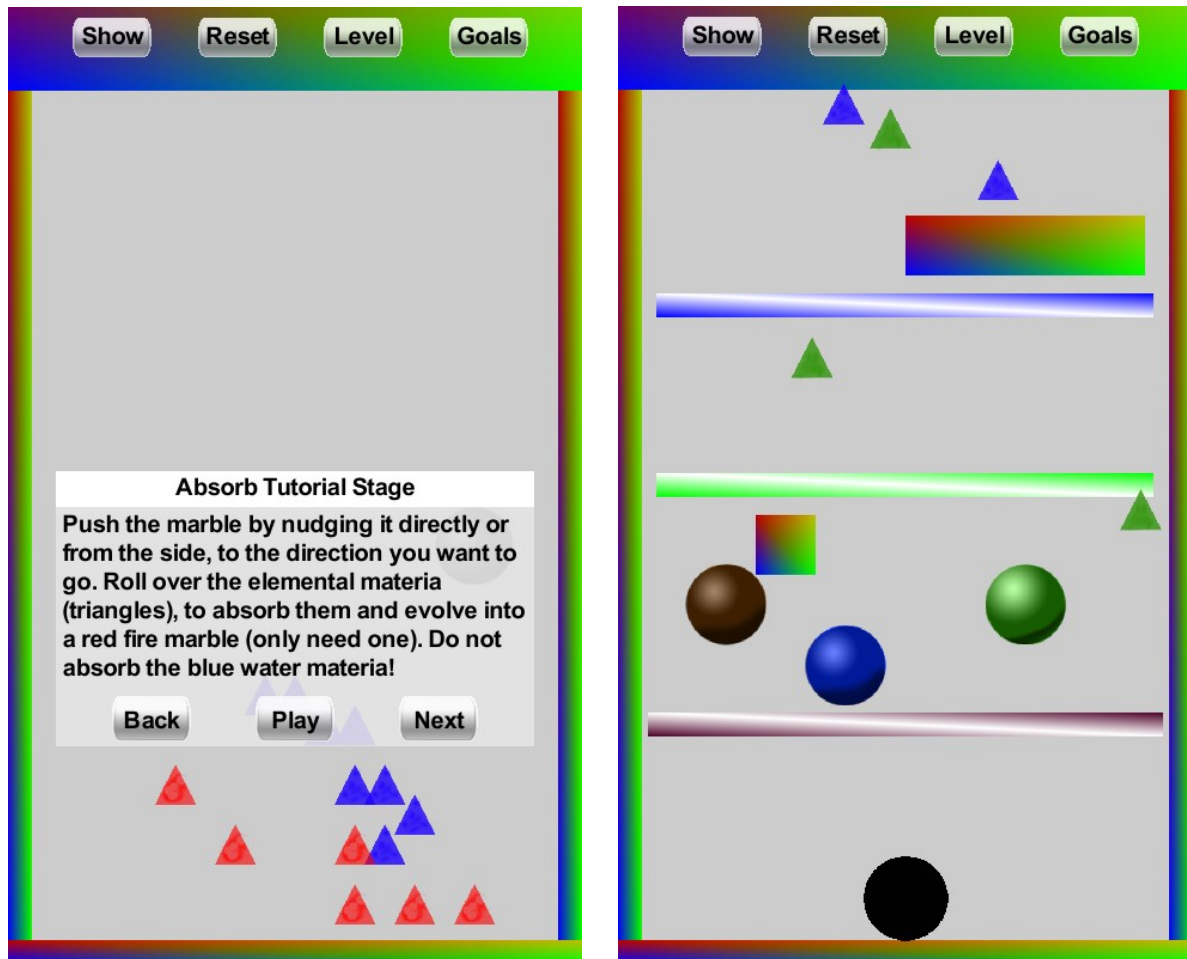 Show Reset Level Goals
Absorb Tutorial Stage
Push the marble by nudging it directly or
from the side, to the direction you want to
go. Roll over the elemental materia
(triangles), to absorb them and evolve into
a red fire marble (only need one). Do not
absorb the blue water materia!
Back Play Next
Show Reset Level Goals